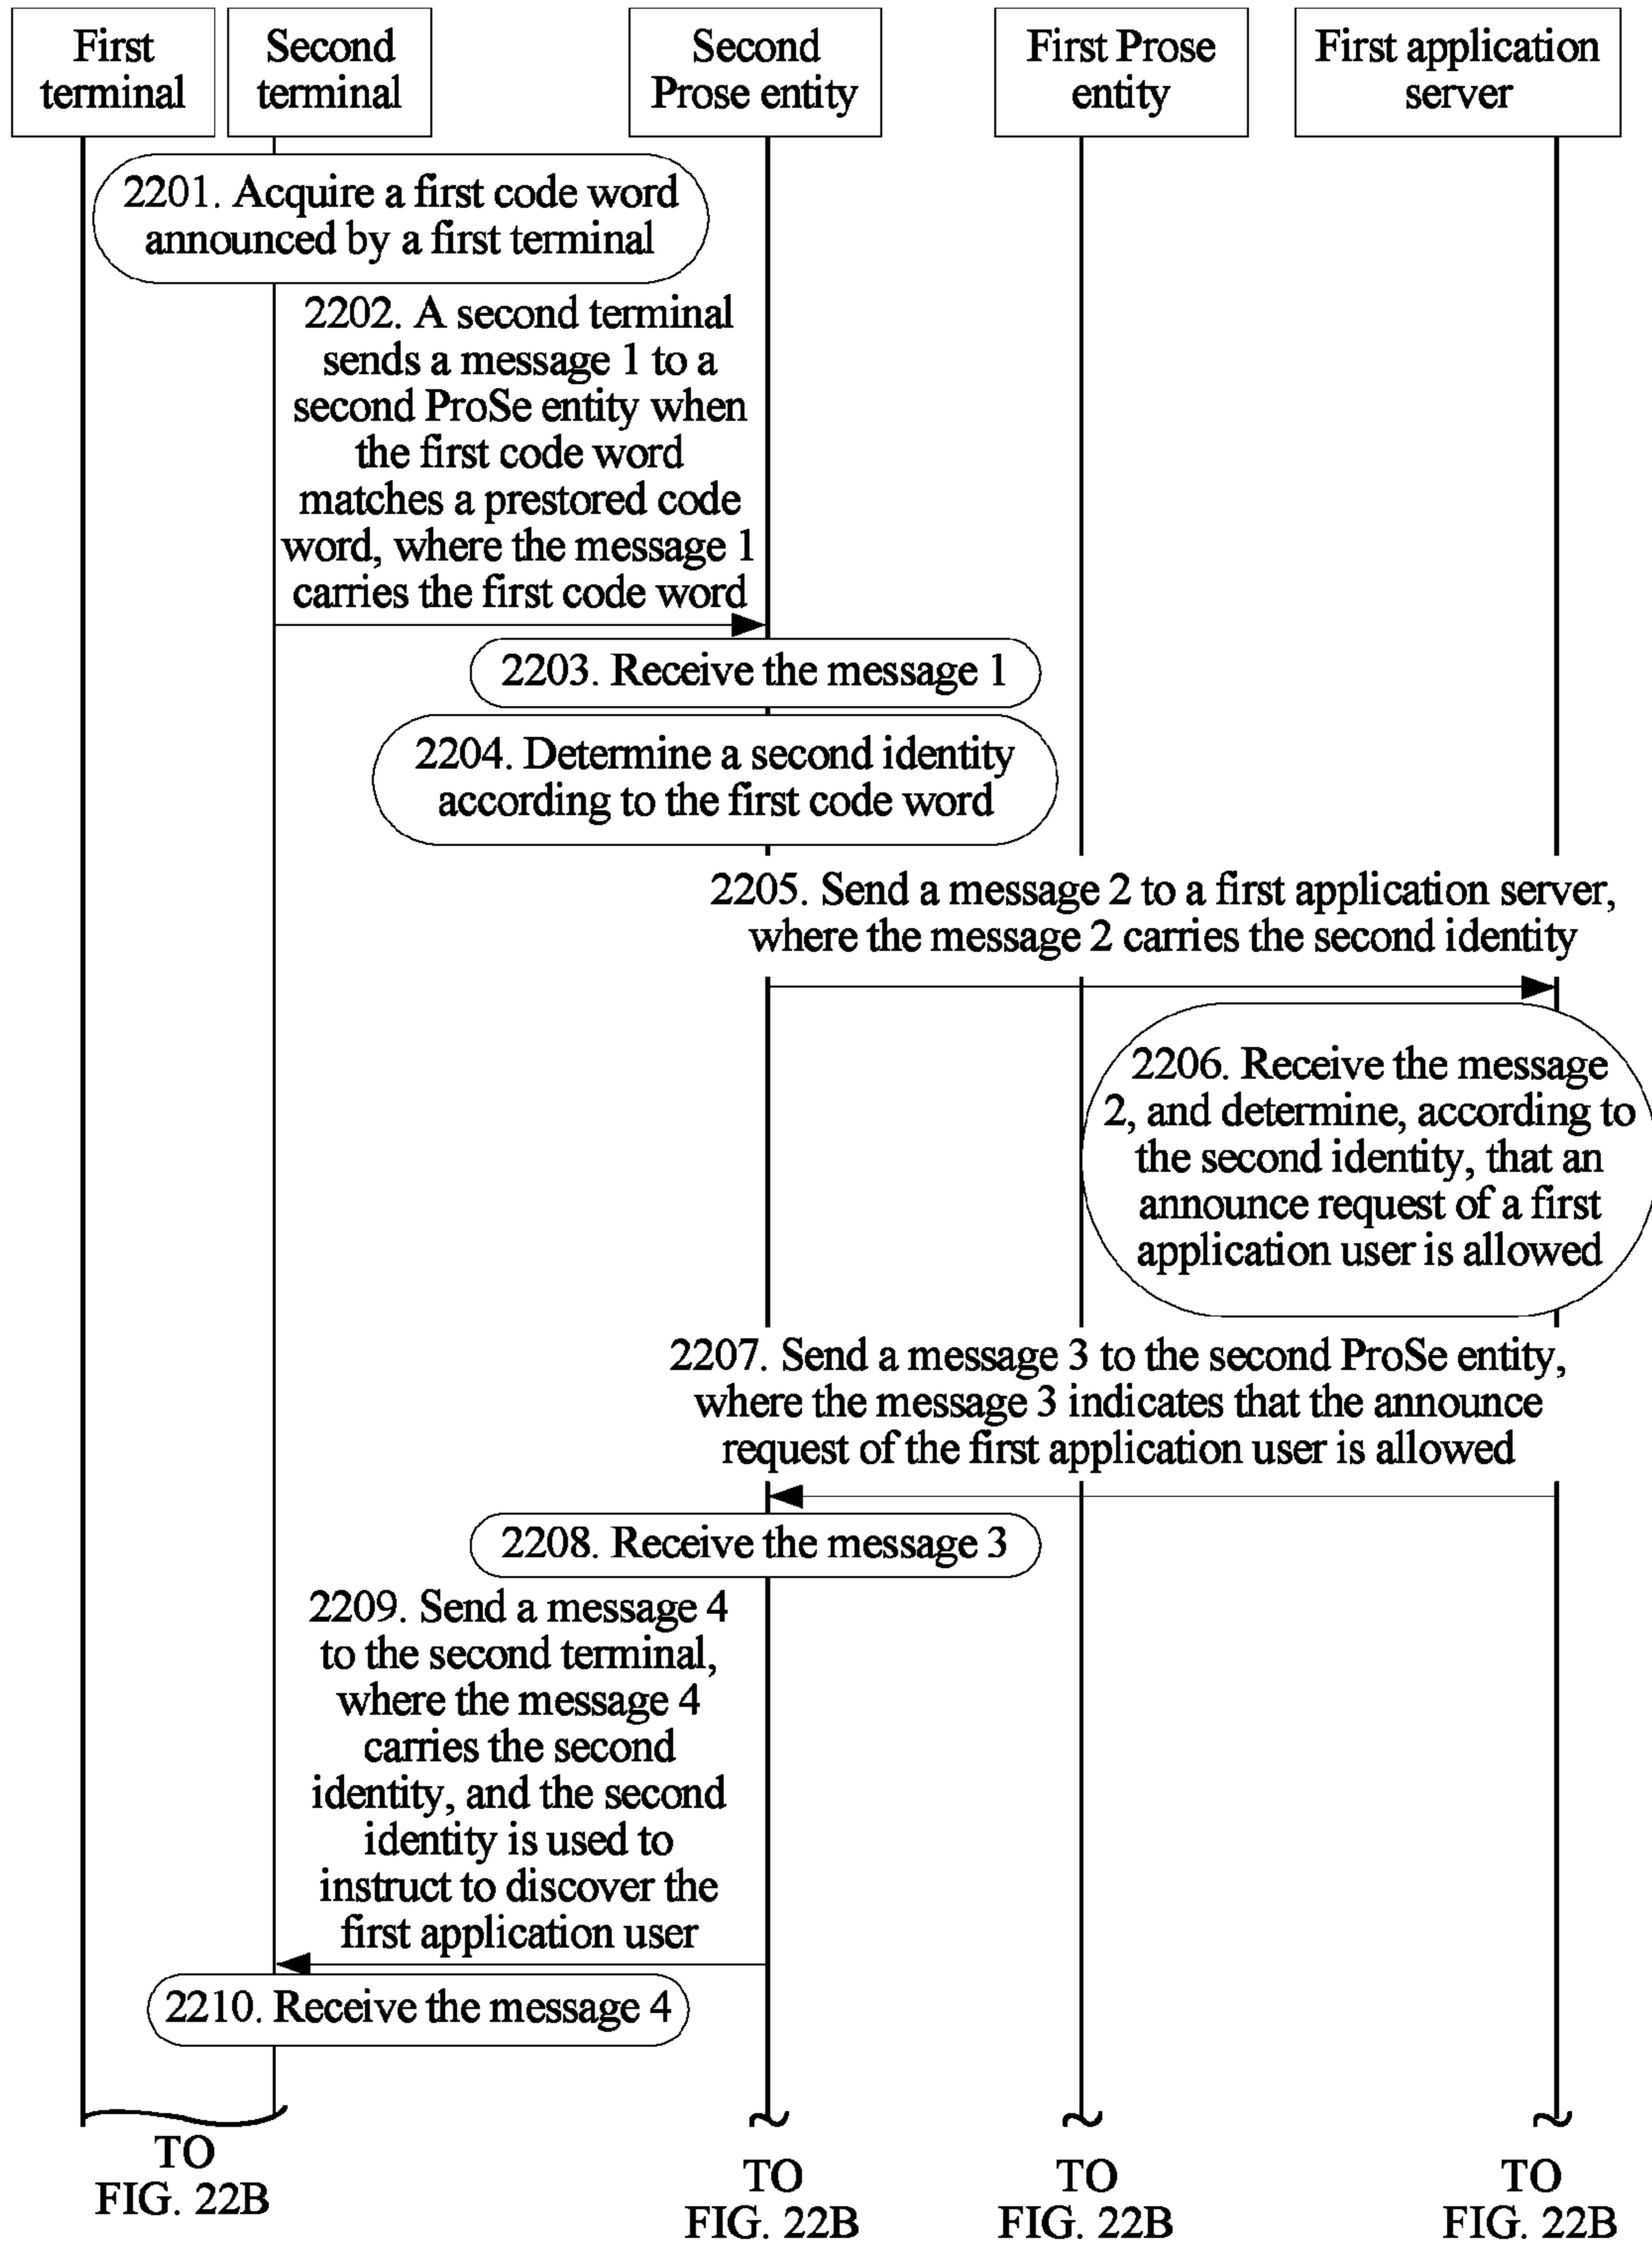 First
terminal
Second
terminal
Second
Prose entity
First Prose
entity
First application
server
2201. Acquire a first code word
announced by a first terminal
2202. A second terminal
sends a message 1 to a
second ProSe entity when
the first code word
matches a prestored code
word, where the message 1
carries the first code word
2203. Receive the message 1
2204. Determine a second identity
according to the first code word
2205. Send a message 2 to a first application server,
where the message 2 carries the second identity
2206. Receive the message
2, and determine, according to
the second identity, that an
announce request of a first
application user is allowed
2207. Send a message 3 to the second ProSe entity,
where the message 3 indicates that the announce
request of the first application user is allowed
2208. Receive the message 3
2209. Send a message 4
to the second terminal,
where the message 4
carries the second
identity, and the second
identity is used to
instruct to discover the
first application user
2210. Receive the message 4
TO
FIG. 22B
TO
FIG. 22B
TO
FIG. 22B
TO
FIG. 22B